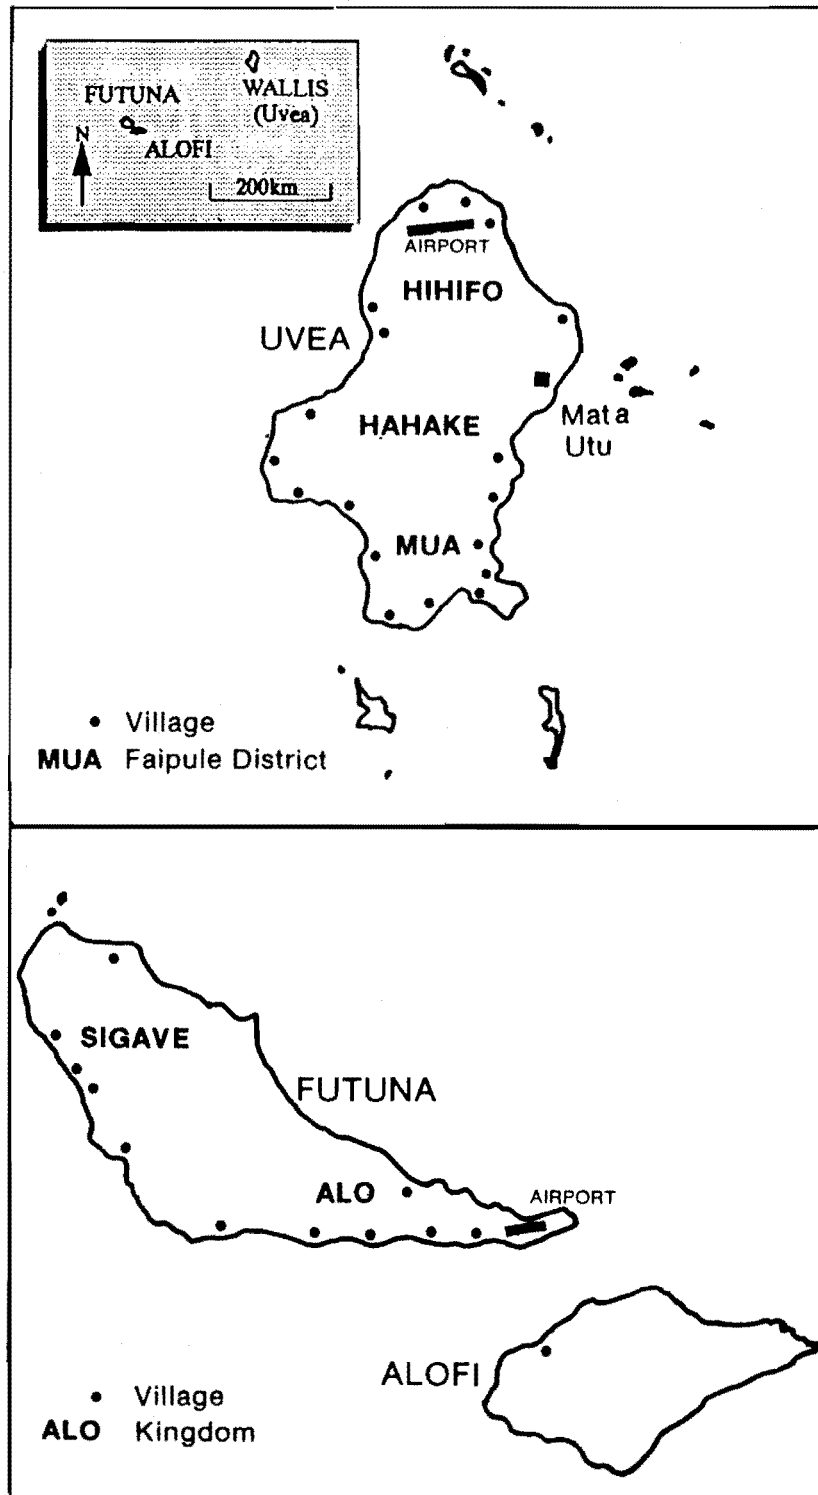 WALLIS
FUTUNA
(Uvea)
N
ALOFI
200km
AIRPORT
HIHIFO
UVEA
Mata
HAHAKE
Utu
MUA
Village
MUA Faipule District
SIGAVE
FUTUNA
ALO
AIRPORT
ALOFI
Village
ALO Kingdom